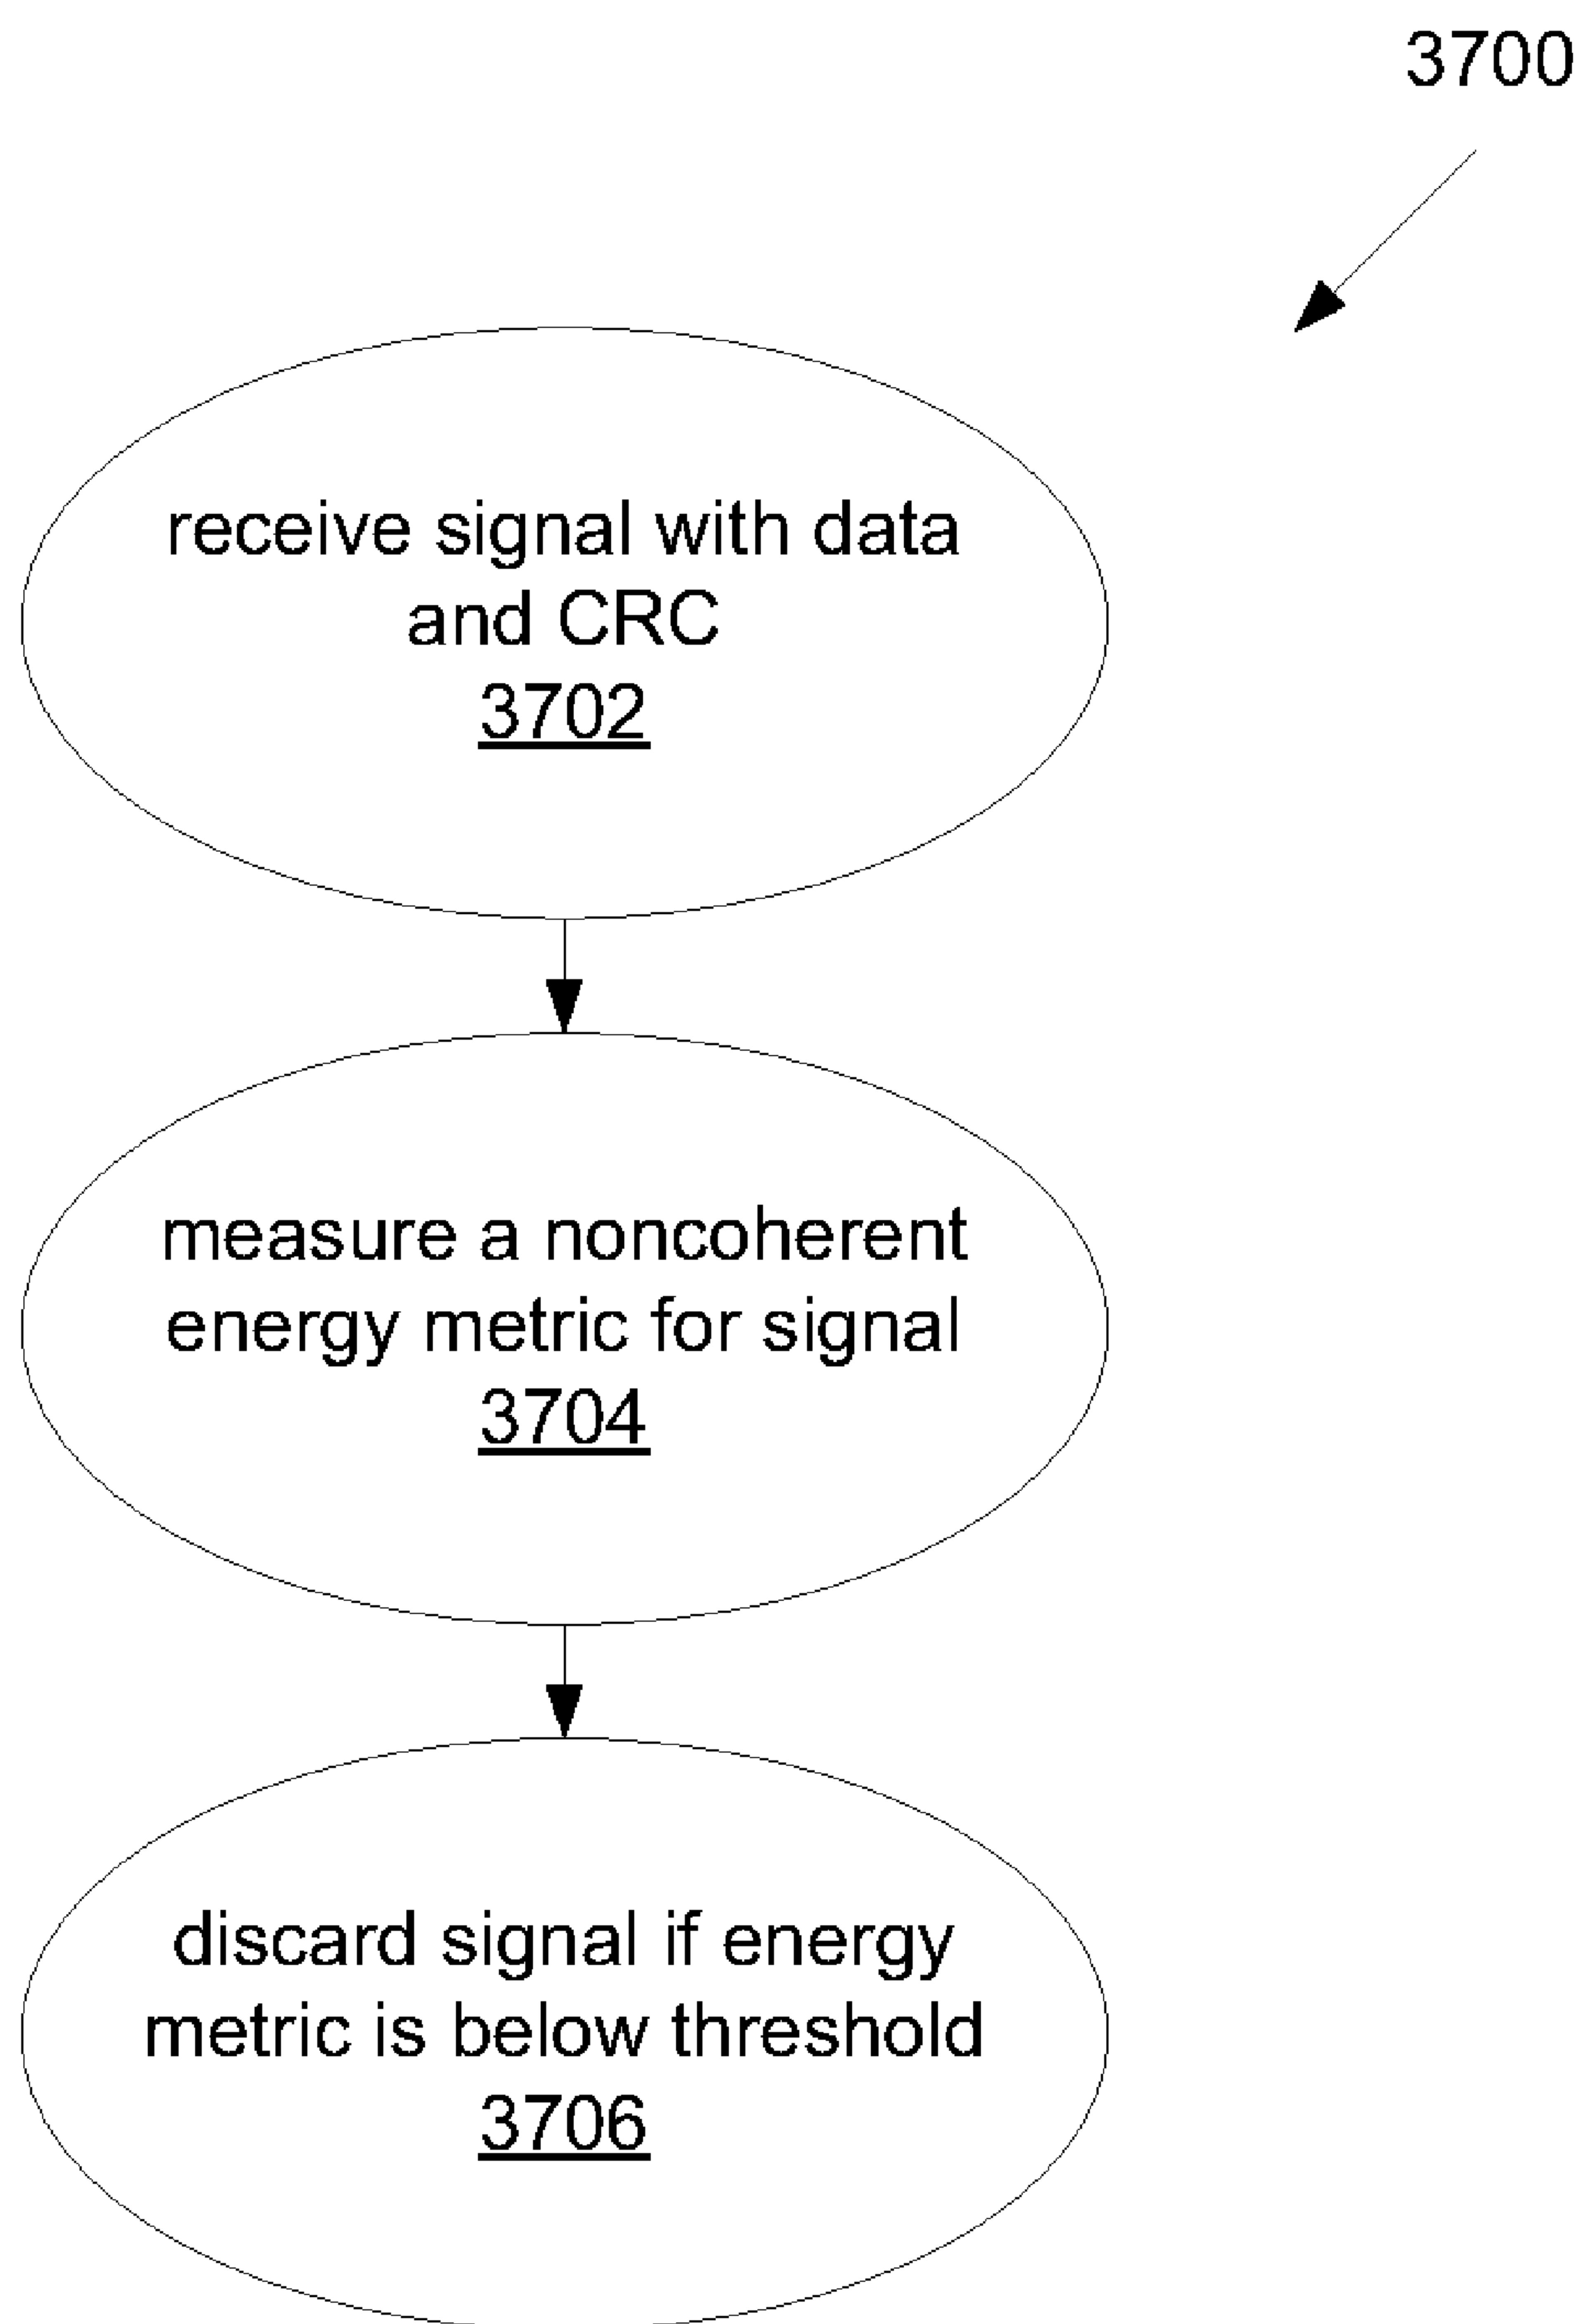 3700
receive signal with data
and CRC
3702
measure a noncoherent
energy metric for signal
3704
discard signal if energy
metric is below threshold
3706